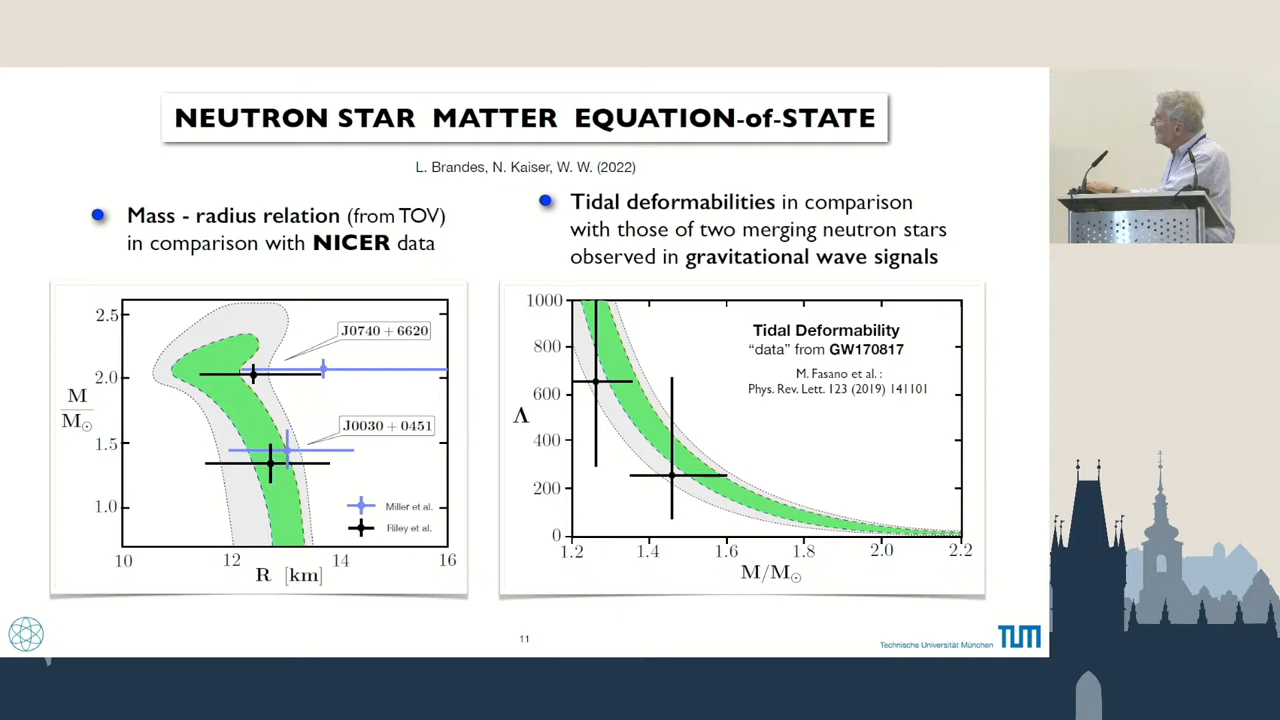 NEUTRON STAR MATTER EQUATION-of-STATE
L. Brandes, N. Kaiser, W. W. (2022)
Mass - radius relation (from TOV)
in comparison with NICER data
Tidal deformabilities in comparison
with those of two merging neutron stars
observed in gravitational wave signals
2.5
2.0
1.5
1.0
M
M☉
J0740 + 6620
J0030 + 0451
Miller et al.
Riley et al.
10 12 14 16
R [km]
1000
800
600
400
200
0
Λ
Tidal Deformability
“data” from GW170817
M. Fasano et al. :
Phys. Rev. Lett. 123 (2019) 141101
1.2 1.4 1.6 1.8 2.0 2.2
M/M☉
11
Technische Universität München
TUM